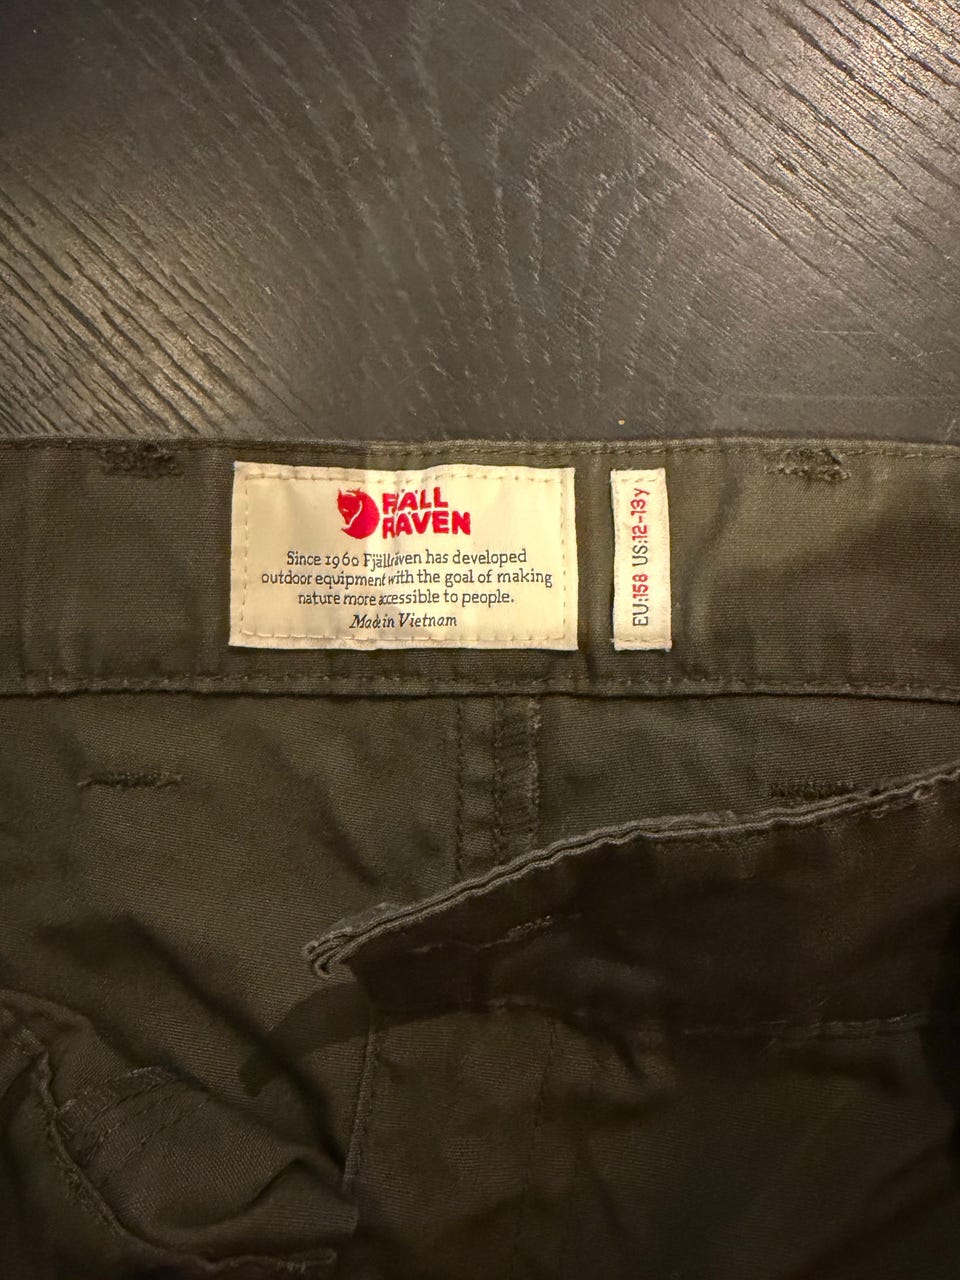 FJÄLL
RÄVEN
Since 1960 Fjällräven has developed
outdoor equipment with the goal of making
nature more accessible to people.
Made in Vietnam
EU:158 US:12-13y